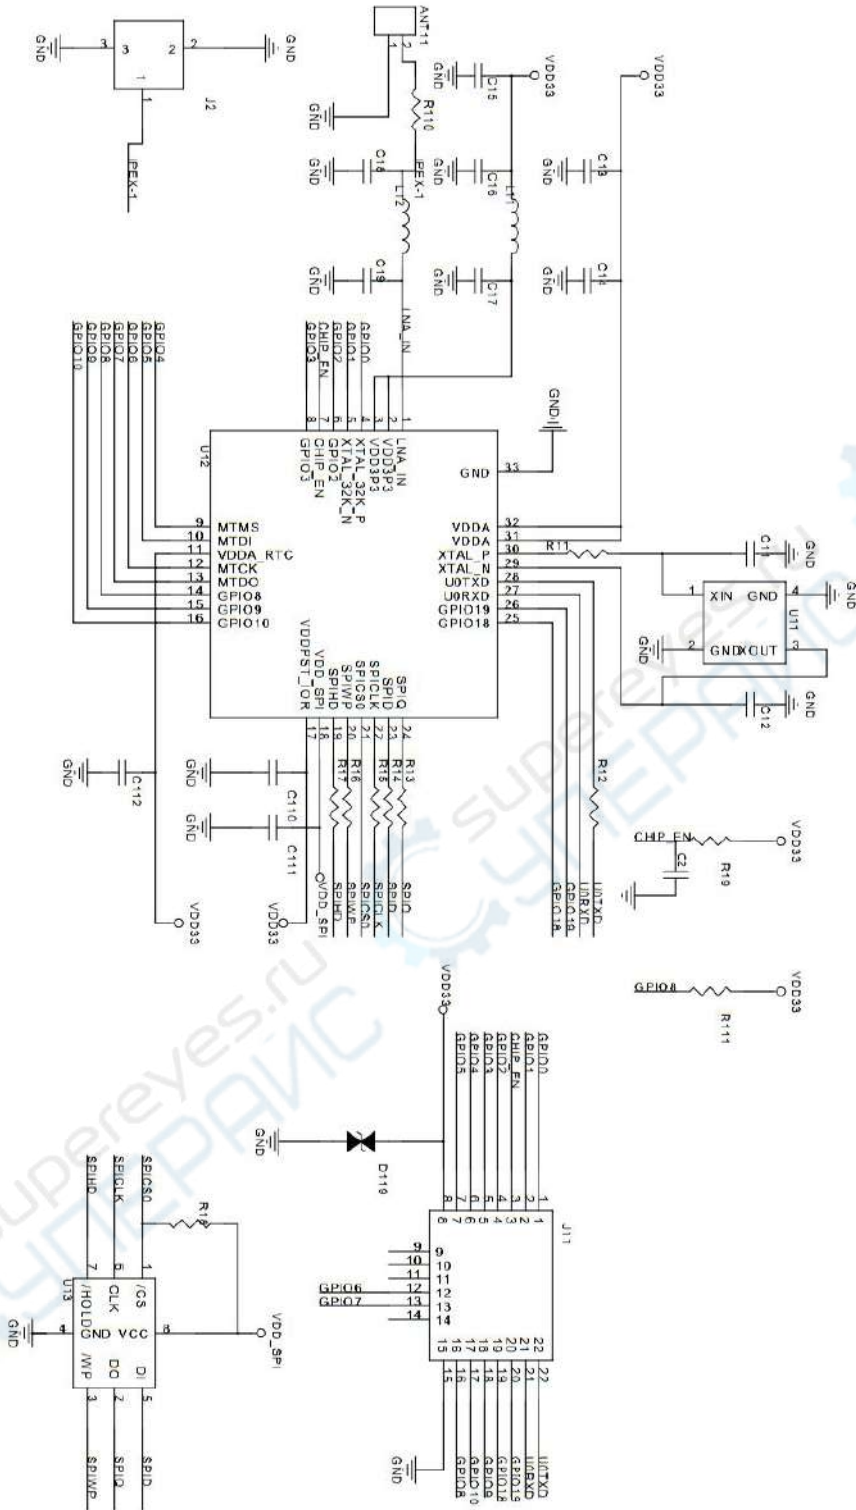 ANT11
1
2
GND
3
3
2
2
GND
1
1
J2
IPEX-1
GND
R110
C18
GND
IPEX-1
L12
C19
GND
LNA_IN
VDD33
C15
GND
C16
GND
L11
C17
GND
VDD33
C13
GND
C14
GND
GPIO4
GPIO5
GPIO6
GPIO7
GPIO8
GPIO9
GPIO10
GPIO0
GPIO1
GPIO2
CHIP_EN
GPIO3
U12
1 LNA_IN
2 VDD3P3
3 VDD3P3
4 XTAL_32K_P
5 XTAL_32K_N
6 GPIO2
7 CHIP_EN
8 GPIO3
9 MTMS
10 MTDI
11 VDDA_RTC
12 MTCK
13 MTDO
14 GPIO8
15 GPIO9
16 GPIO10
VDDPST_IOR 17
VDD_SPI 18
SPIHD 19
SPIWP 20
SPICS0 21
SPICLK 22
SPID 23
SPIQ 24
GND 33
VDDA 32
VDDA 31
XTAL_P 30
XTAL_N 29
U0TXD 28
U0RXD 27
GPIO19 26
GPIO18 25
GND
R11
C11
GND
1 XIN GND 4
U11
GND
2 GND XOUT 3
GND
C12
GND
R12
U0TXD
U0RXD
GPIO19
GPIO18
R13
R14
R15
R16
R17
SPIQ
SPID
SPICLK
SPICS0
SPIWP
SPIHD
VDD_SPI
C110
GND
C111
GND
VDD33
C112
GND
VDD33
CHIP_EN
R19
VDD33
C2
GPIO8
R111
VDD33
VDD33
D119
GND
GPIO0
GPIO1
CHIP_EN
GPIO2
GPIO3
GPIO4
GPIO5
J11
1 1
2 2
3 3
4 4
5 5
6 6
7 7
8 8
9 9
10 10
11 11
12 12
13 13
14 14
GPIO6
GPIO7
15 15
16 16
17 17
18 18
19 19
20 20
21 21
22 22
U0TXD
U0RXD
GPIO19
GPIO18
GPIO9
GPIO10
GPIO8
GND
SPICS0
SPICLK
SPIHD
R18
VDD_SPI
U13
1 /CS
6 CLK
7 /HOLD
4 GND
VCC 8
DI 5
DO 2
/WP 3
GND
SPID
SPIQ
SPIWP
supereyes.ru
СУПЕРАЙС
supereyes.ru
СУПЕРАЙС